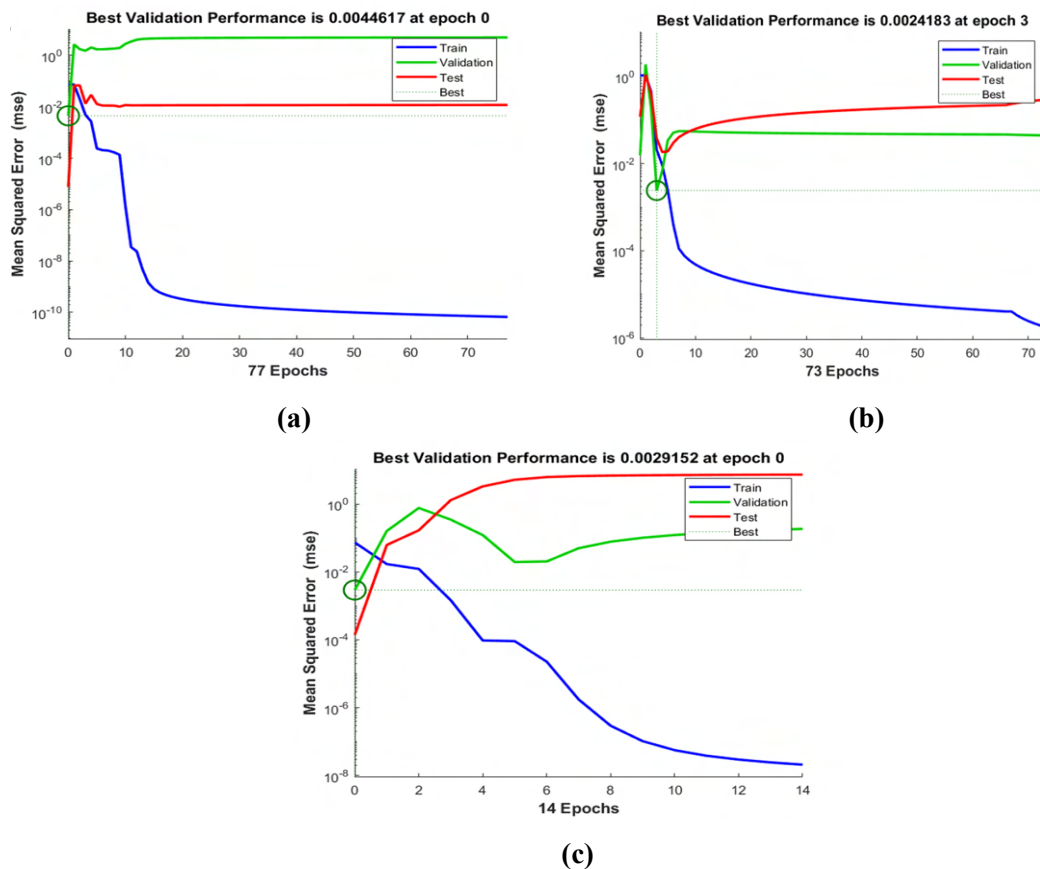 Best Validation Performance is 0.0044617 at epoch 0
Mean Squared Error (mse)
10^0
10^-2
10^-4
10^-6
10^-8
10^-10
0 10 20 30 40 50 60 70
77 Epochs
Train
Validation
Test
Best
(a)
Best Validation Performance is 0.0024183 at epoch 3
Mean Squared Error (mse)
10^0
10^-2
10^-4
10^-6
0 10 20 30 40 50 60 70
73 Epochs
Train
Validation
Test
Best
(b)
Best Validation Performance is 0.0029152 at epoch 0
Mean Squared Error (mse)
10^0
10^-2
10^-4
10^-6
10^-8
0 2 4 6 8 10 12 14
14 Epochs
Train
Validation
Test
Best
(c)